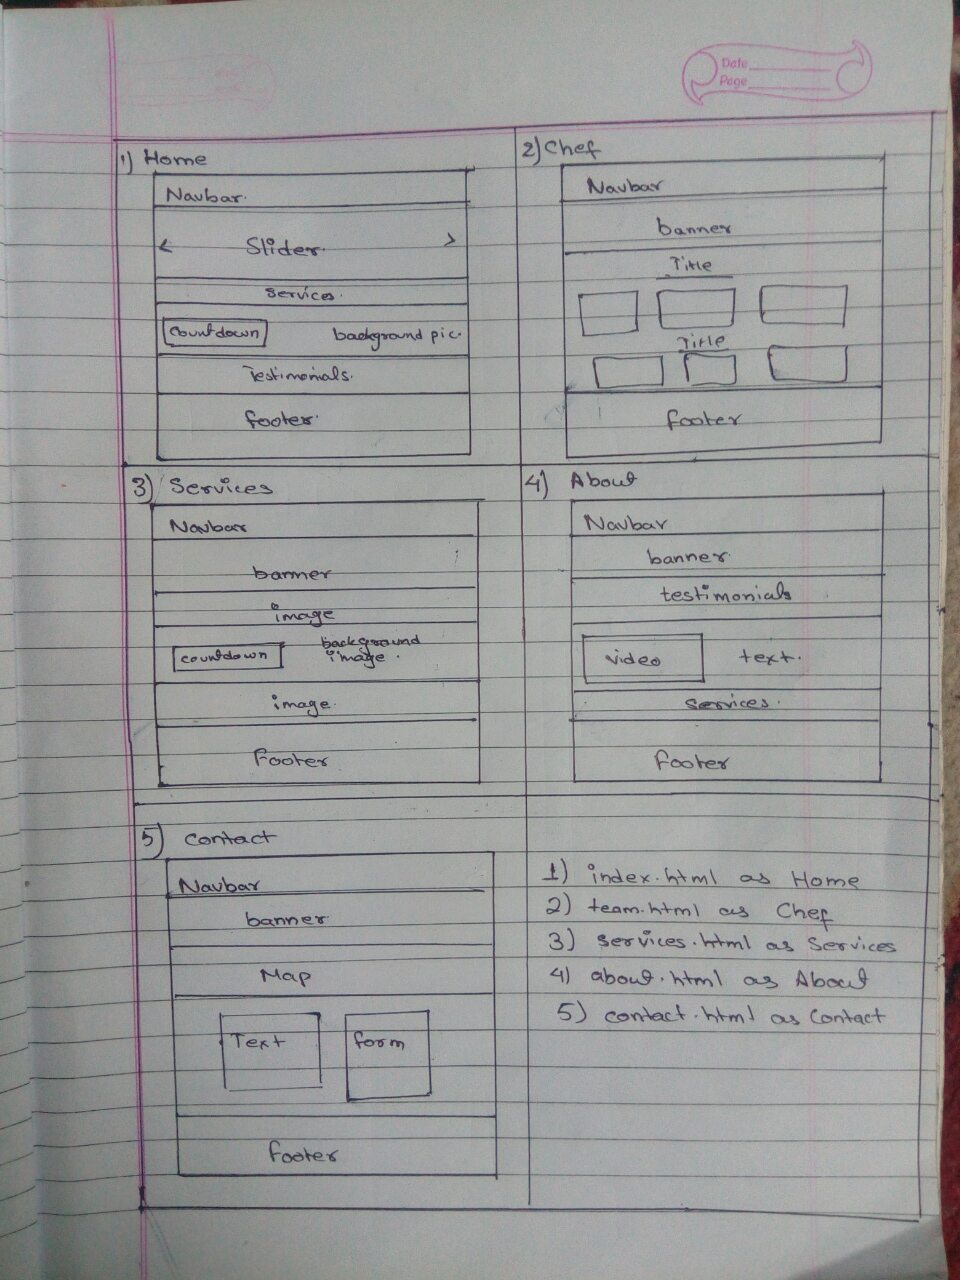 Date
Page
1) Home
Navbar.
< Slider. >
services.
countdown background pic.
Testimonials.
footer.
2) Chef
Navbar
banner
Title
Title
footer
3) Services
Navbar
banner
image
countdown background image.
image.
Footer
4) About
Navbar
banner.
testimonials
video text.
services.
Footer
5) Contact
Navbar
banner.
Map
Text form
footer
1) index.html as Home
2) team.html as Chef
3) services.html as Services
4) about.html as About
5) contact.html as Contact